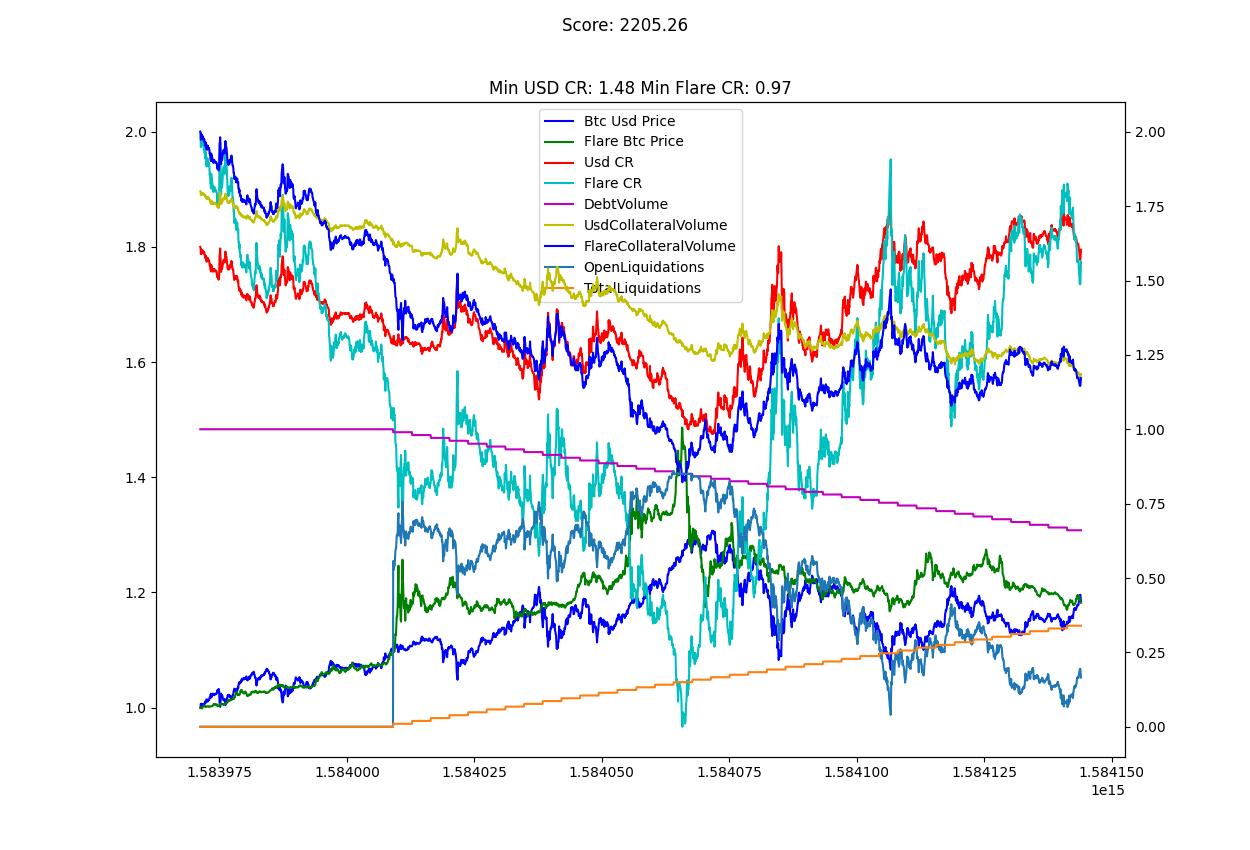 Score: 2205.26
Min USD CR: 1.48 Min Flare CR: 0.97
Btc Usd Price
Flare Btc Price
Usd CR
Flare CR
DebtVolume
UsdCollateralVolume
FlareCollateralVolume
OpenLiquidations
TotalLiquidations
2.0
1.8
1.6
1.4
1.2
1.0
2.00
1.75
1.50
1.25
1.00
0.75
0.50
0.25
0.00
1.583975 1.584000 1.584025 1.584050 1.584075 1.584100 1.584125 1.584150
1e15